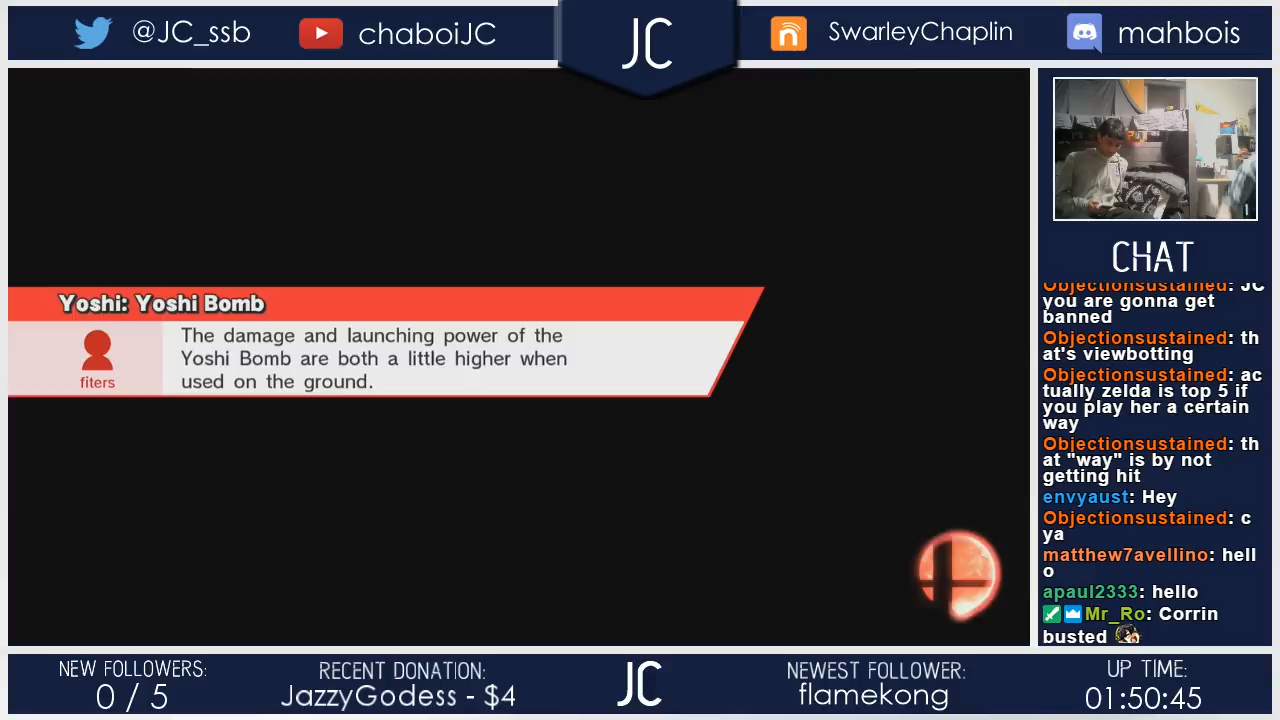 @JC_ssb
chaboiJC
JC
SwarleyChaplin
mahbois
Yoshi: Yoshi Bomb
fiters
The damage and launching power of the
Yoshi Bomb are both a little higher when
used on the ground.
CHAT
Objectionsustained: JC
you are gonna get
banned
Objectionsustained: th
at's viewbotting
Objectionsustained: ac
tually zelda is top 5 if
you play her a certain
way
Objectionsustained: th
at "way" is by not
getting hit
envyaust: Hey
Objectionsustained: c
ya
matthew7avellino: hell
o
apaul2333: hello
Mr_Ro: Corrin
busted
NEW FOLLOWERS:
0 / 5
RECENT DONATION:
JazzyGodess - $4
JC
NEWEST FOLLOWER:
flamekong
UP TIME:
01:50:45